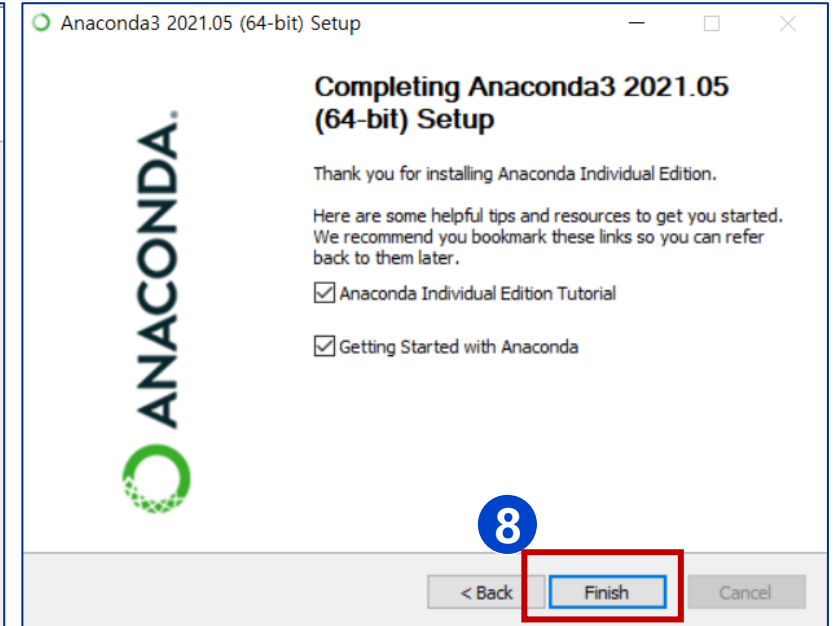 Anaconda3 2021.05 (64-bit) Setup
ANACONDA.
Completing Anaconda3 2021.05
(64-bit) Setup
Thank you for installing Anaconda Individual Edition.
Here are some helpful tips and resources to get you started.
We recommend you bookmark these links so you can refer
back to them later.
Anaconda Individual Edition Tutorial
Getting Started with Anaconda
8
< Back
Finish
Cancel